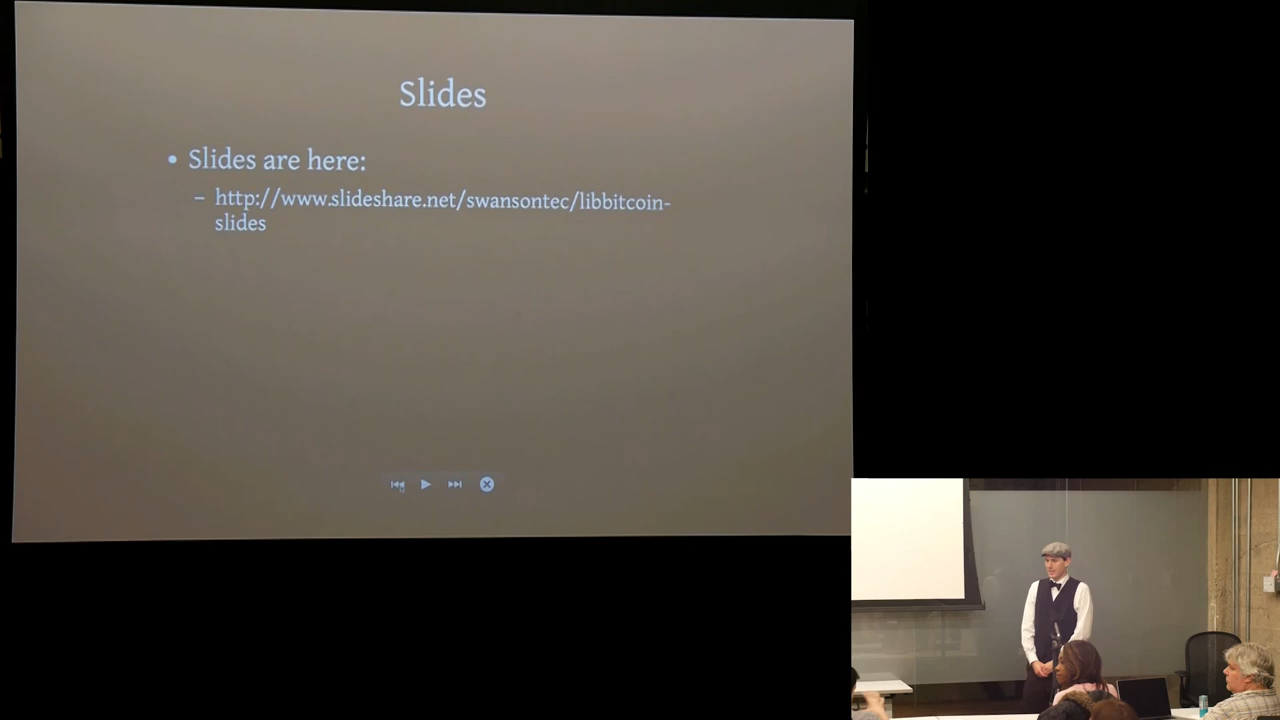 Slides
• Slides are here:
– http://www.slideshare.net/swansontec/libbitcoin-
slides